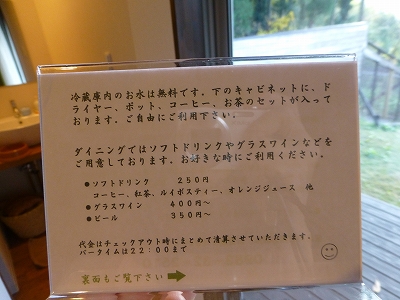 冷蔵庫内のお水は無料です。下のキャビネットに、ド
ライヤー、ポット、コーヒー、お茶のセットが入って
おります。ご自由にご利用下さい。
ダイニングではソフトドリンクやグラスワインなどを
ご用意しております。お好きな時にご利用ください。
●ソフトドリンク 250円
コーヒー、紅茶、ルイボスティー、オレンジジュース 他
●グラスワイン 400円～
●ビール 350円～
代金はチェックアウト時にまとめて清算させていただきます。
バータイムは22:00まで
裏面もご覧下さい